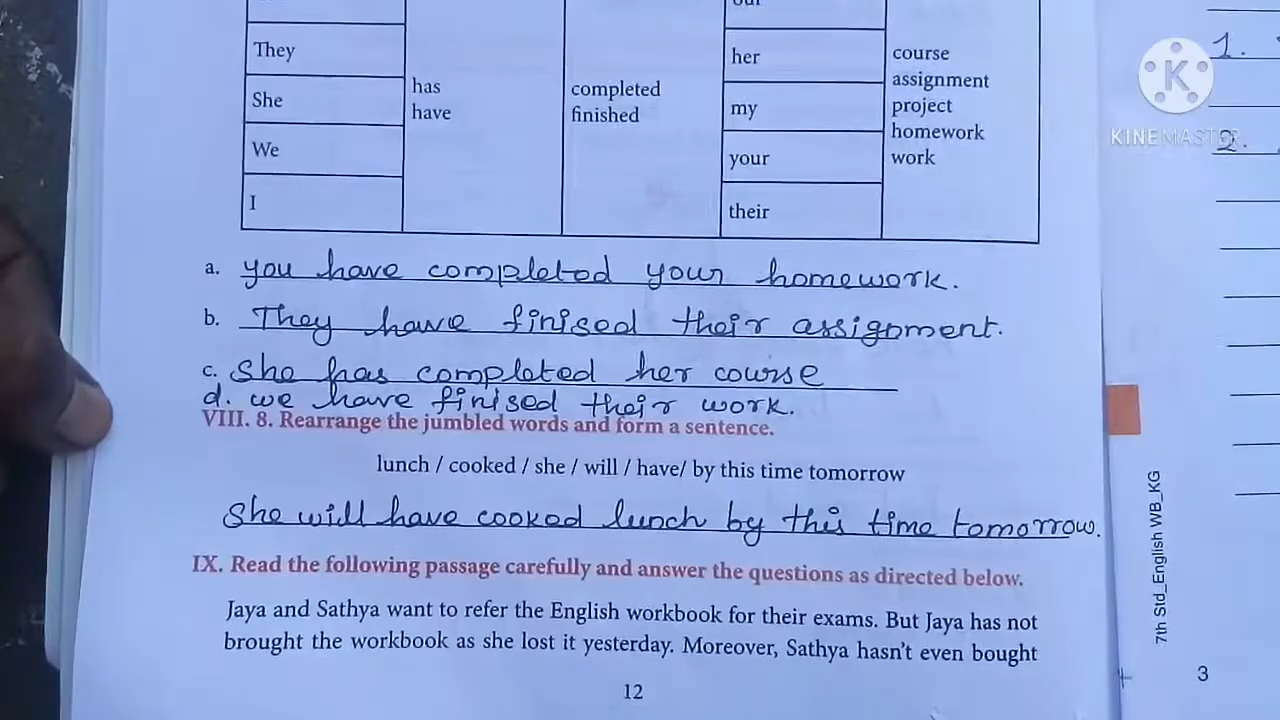 our
They
her
course
has
completed
assignment
She
have
finished
my
project
homework
We
your
work
I
their
a. you have completed your homework.
b. They have finised their assignment.
c. she has completed her course
d. we have finised their work.
VIII. 8. Rearrange the jumbled words and form a sentence.
lunch / cooked / she / will / have/ by this time tomorrow
she will have cooked lunch by this time tomorrow.
IX. Read the following passage carefully and answer the questions as directed below.
Jaya and Sathya want to refer the English workbook for their exams. But Jaya has not
brought the workbook as she lost it yesterday. Moreover, Sathya hasn't even bought
12
1.
2.
K
KINEMASTER
7th Std_English WB_KG
3